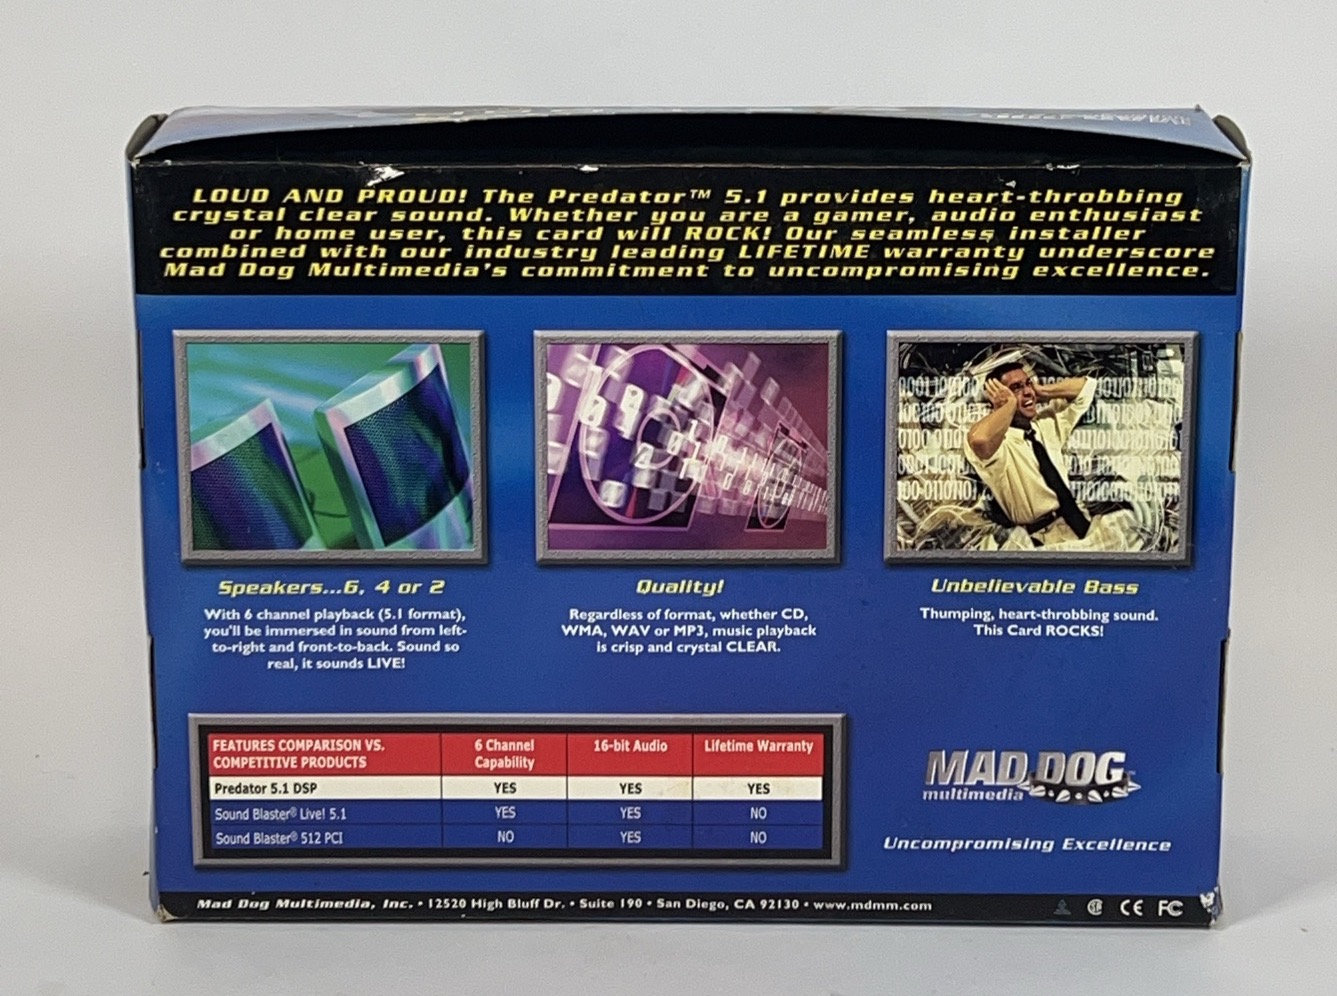 LOUD AND PROUD! The Predator™ 5.1 provides heart-throbbing
crystal clear sound. Whether you are a gamer, audio enthusiast
or home user, this card will ROCK! Our seamless installer
combined with our industry leading LIFETIME warranty underscore
Mad Dog Multimedia's commitment to uncompromising excellence.
Speakers...6, 4 or 2
With 6 channel playback (5.1 format),
you'll be immersed in sound from left-
to-right and front-to-back. Sound so
real, it sounds LIVE!
Quality!
Regardless of format, whether CD,
WMA, WAV or MP3, music playback
is crisp and crystal CLEAR.
Unbelievable Bass
Thumping, heart-throbbing sound.
This Card ROCKS!
FEATURES COMPARISON VS. COMPETITIVE PRODUCTS 6 Channel Capability 16-bit Audio Lifetime Warranty
Predator 5.1 DSP YES YES YES
Sound Blaster® Live! 5.1 YES YES NO
Sound Blaster® 512 PCI NO YES NO
MAD DOG
multimedia
Uncompromising Excellence
Mad Dog Multimedia, Inc. • 12520 High Bluff Dr. • Suite 190 • San Diego, CA 92130 • www.mdmm.com
CE FC